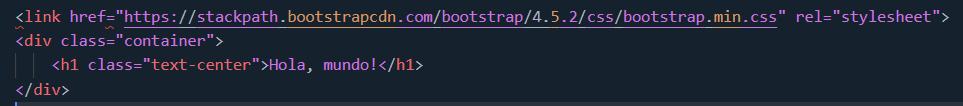 <link href="https://stackpath.bootstrapcdn.com/bootstrap/4.5.2/css/bootstrap.min.css" rel="stylesheet">
<div class="container">
    <h1 class="text-center">Hola, mundo!</h1>
</div>